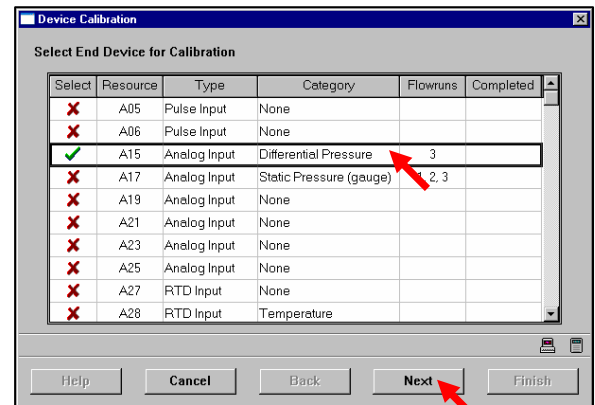 Device Calibration
Select End Device for Calibration
Select Resource Type Category Flowruns Completed
A05 Pulse Input None
A06 Pulse Input None
A15 Analog Input Differential Pressure 3
A17 Analog Input Static Pressure (gauge) 2, 3
A19 Analog Input None
A21 Analog Input None
A23 Analog Input None
A25 Analog Input None
A27 RTD Input None
A28 RTD Input Temperature
Help Cancel Back Next Finish